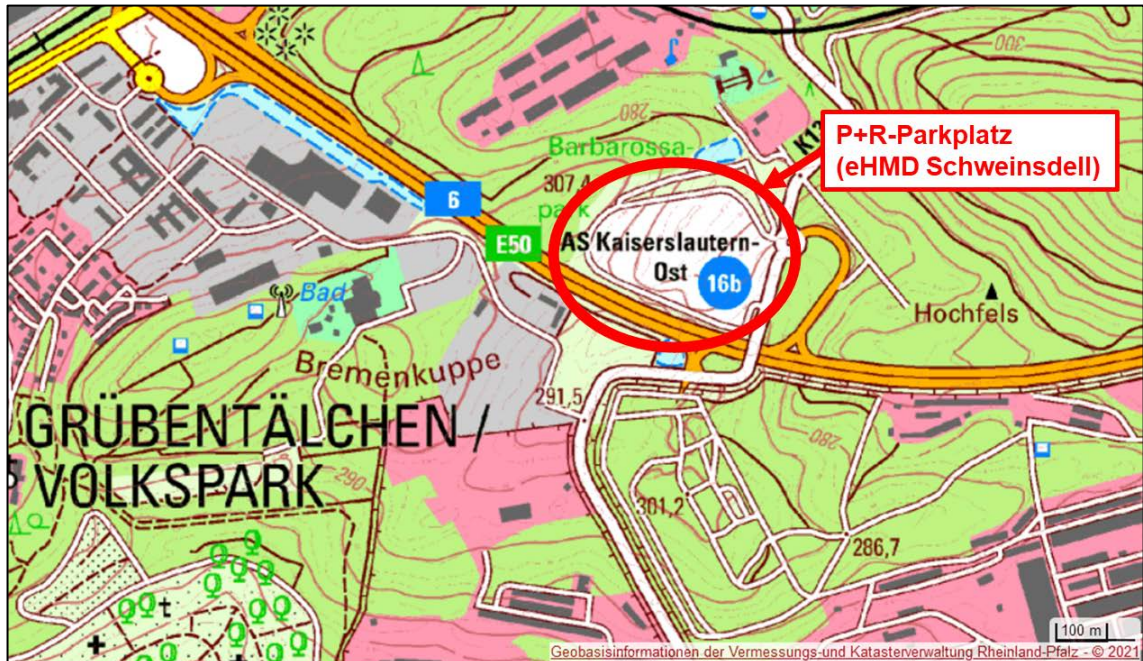 300
280
P+R-Parkplatz
(eHMD Schweinsdell)
Barbarossa-
307,4
park
6
E50
AS Kaiserslautern-
Ost
16b
Bad
Hochfels
Bremenkuppe
291,5
GRÜBENTÄLCHEN /
VOLKSPARK
290
280
301,2
286,7
100 m
Geobasisinformationen der Vermessungs-und Katasterverwaltung Rheinland-Pfalz - © 2021